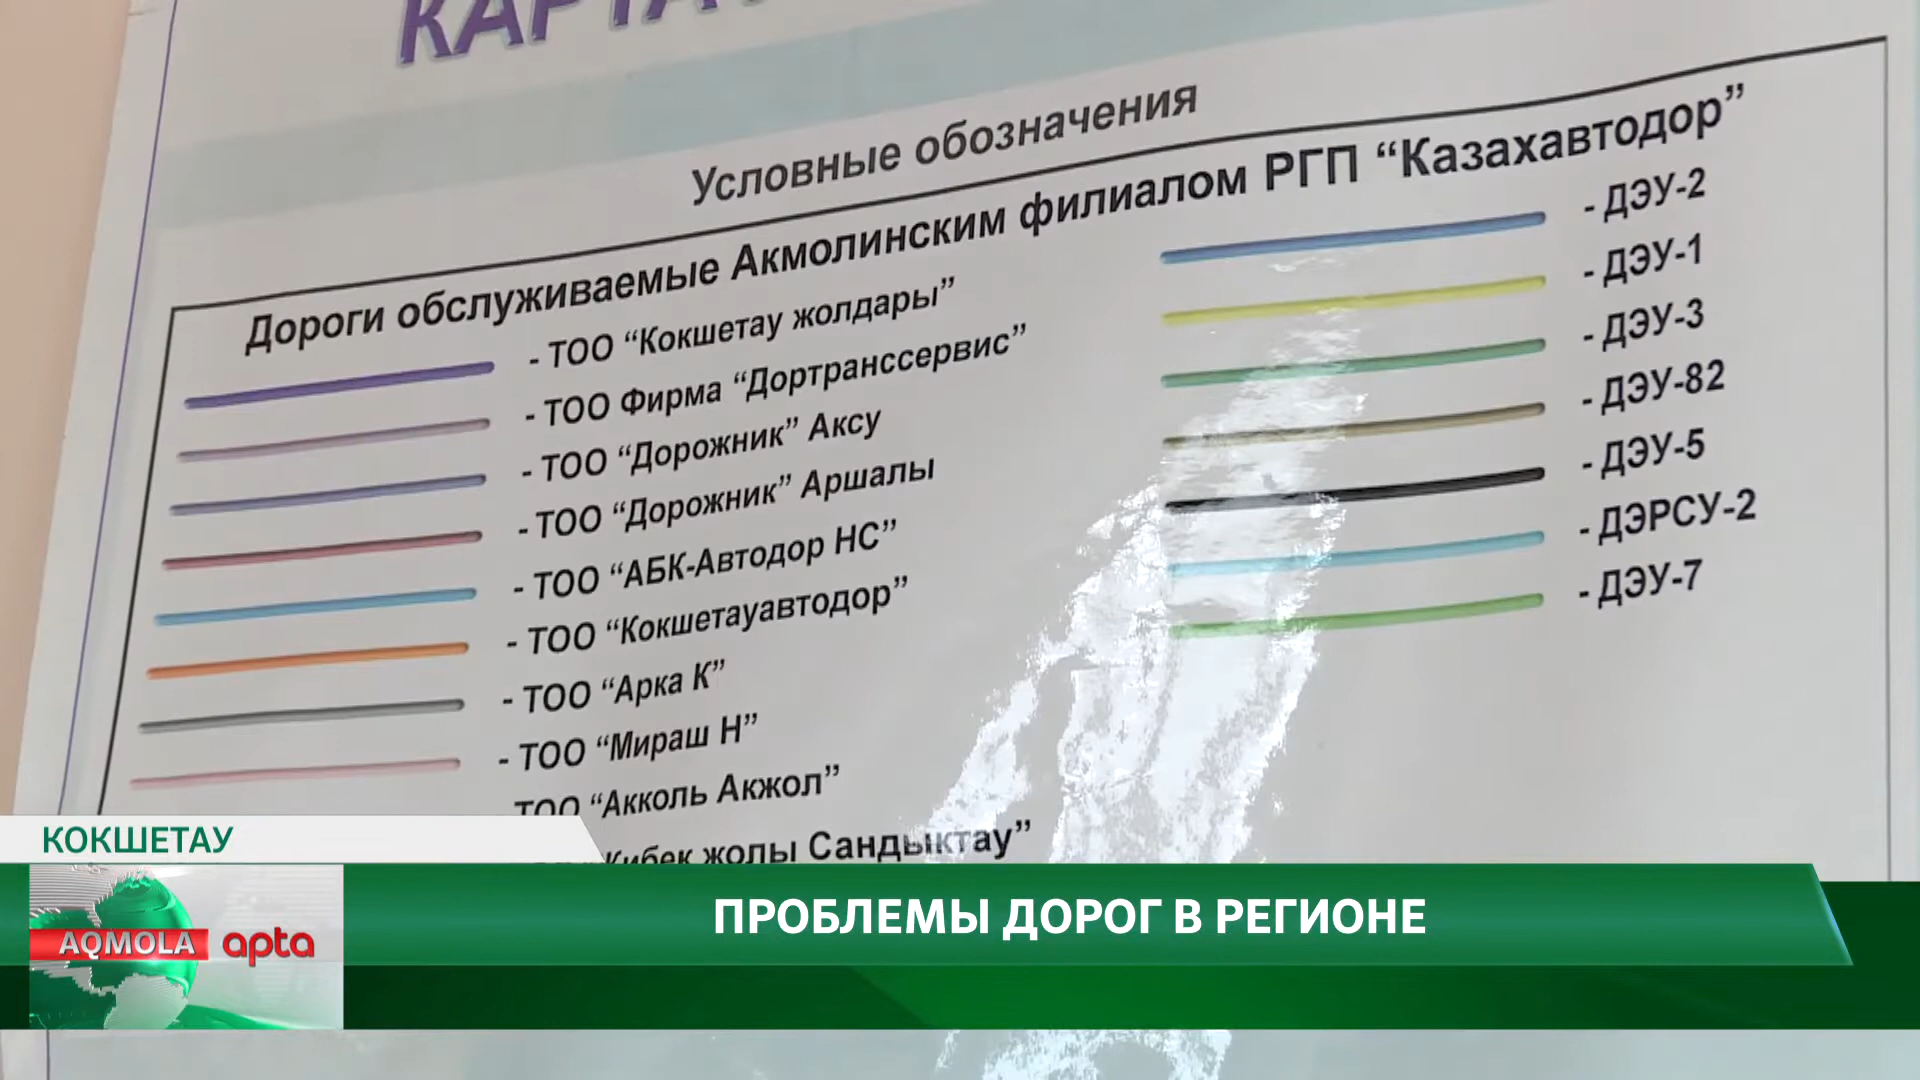 КАРТА
Условные обозначения
Дороги обслуживаемые Акмолинским филиалом РГП “Казахавтодор”
- ТОО “Кокшетау жолдары”
- ТОО Фирма “Дортранссервис”
- ТОО “Дорожник” Аксу
- ТОО “Дорожник” Аршалы
- ТОО “АБК-Автодор НС”
- ТОО “Кокшетауавтодор”
- ТОО “Арка К”
- ТОО “Мираш Н”
ТОО “Акколь Акжол”
Жибек жолы Сандыктау”
- ДЭУ-2
- ДЭУ-1
- ДЭУ-3
- ДЭУ-82
- ДЭУ-5
- ДЭРСУ-2
- ДЭУ-7
КОКШЕТАУ
ПРОБЛЕМЫ ДОРОГ В РЕГИОНЕ
AQMOLA арta